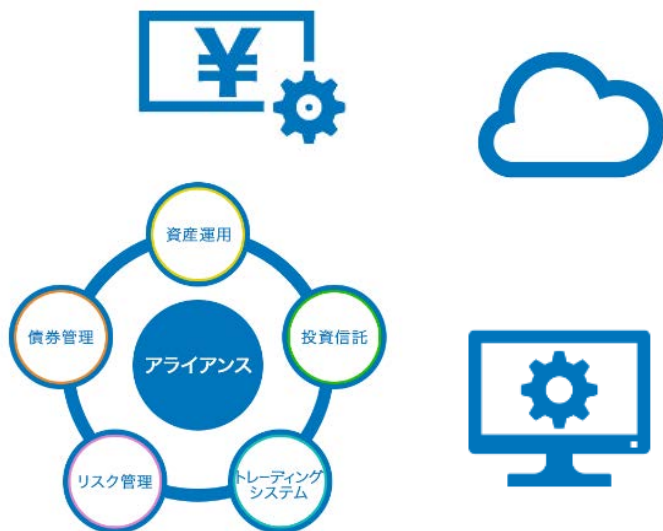 ¥
資産運用
債券管理
アライアンス
投資信託
リスク管理
トレーディング
システム